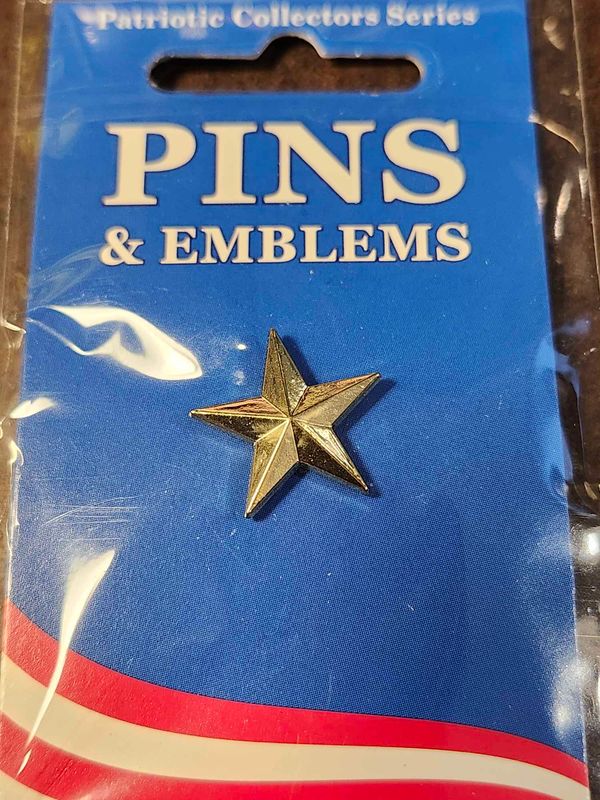 Patriotic Collectors Series
PINS
& EMBLEMS